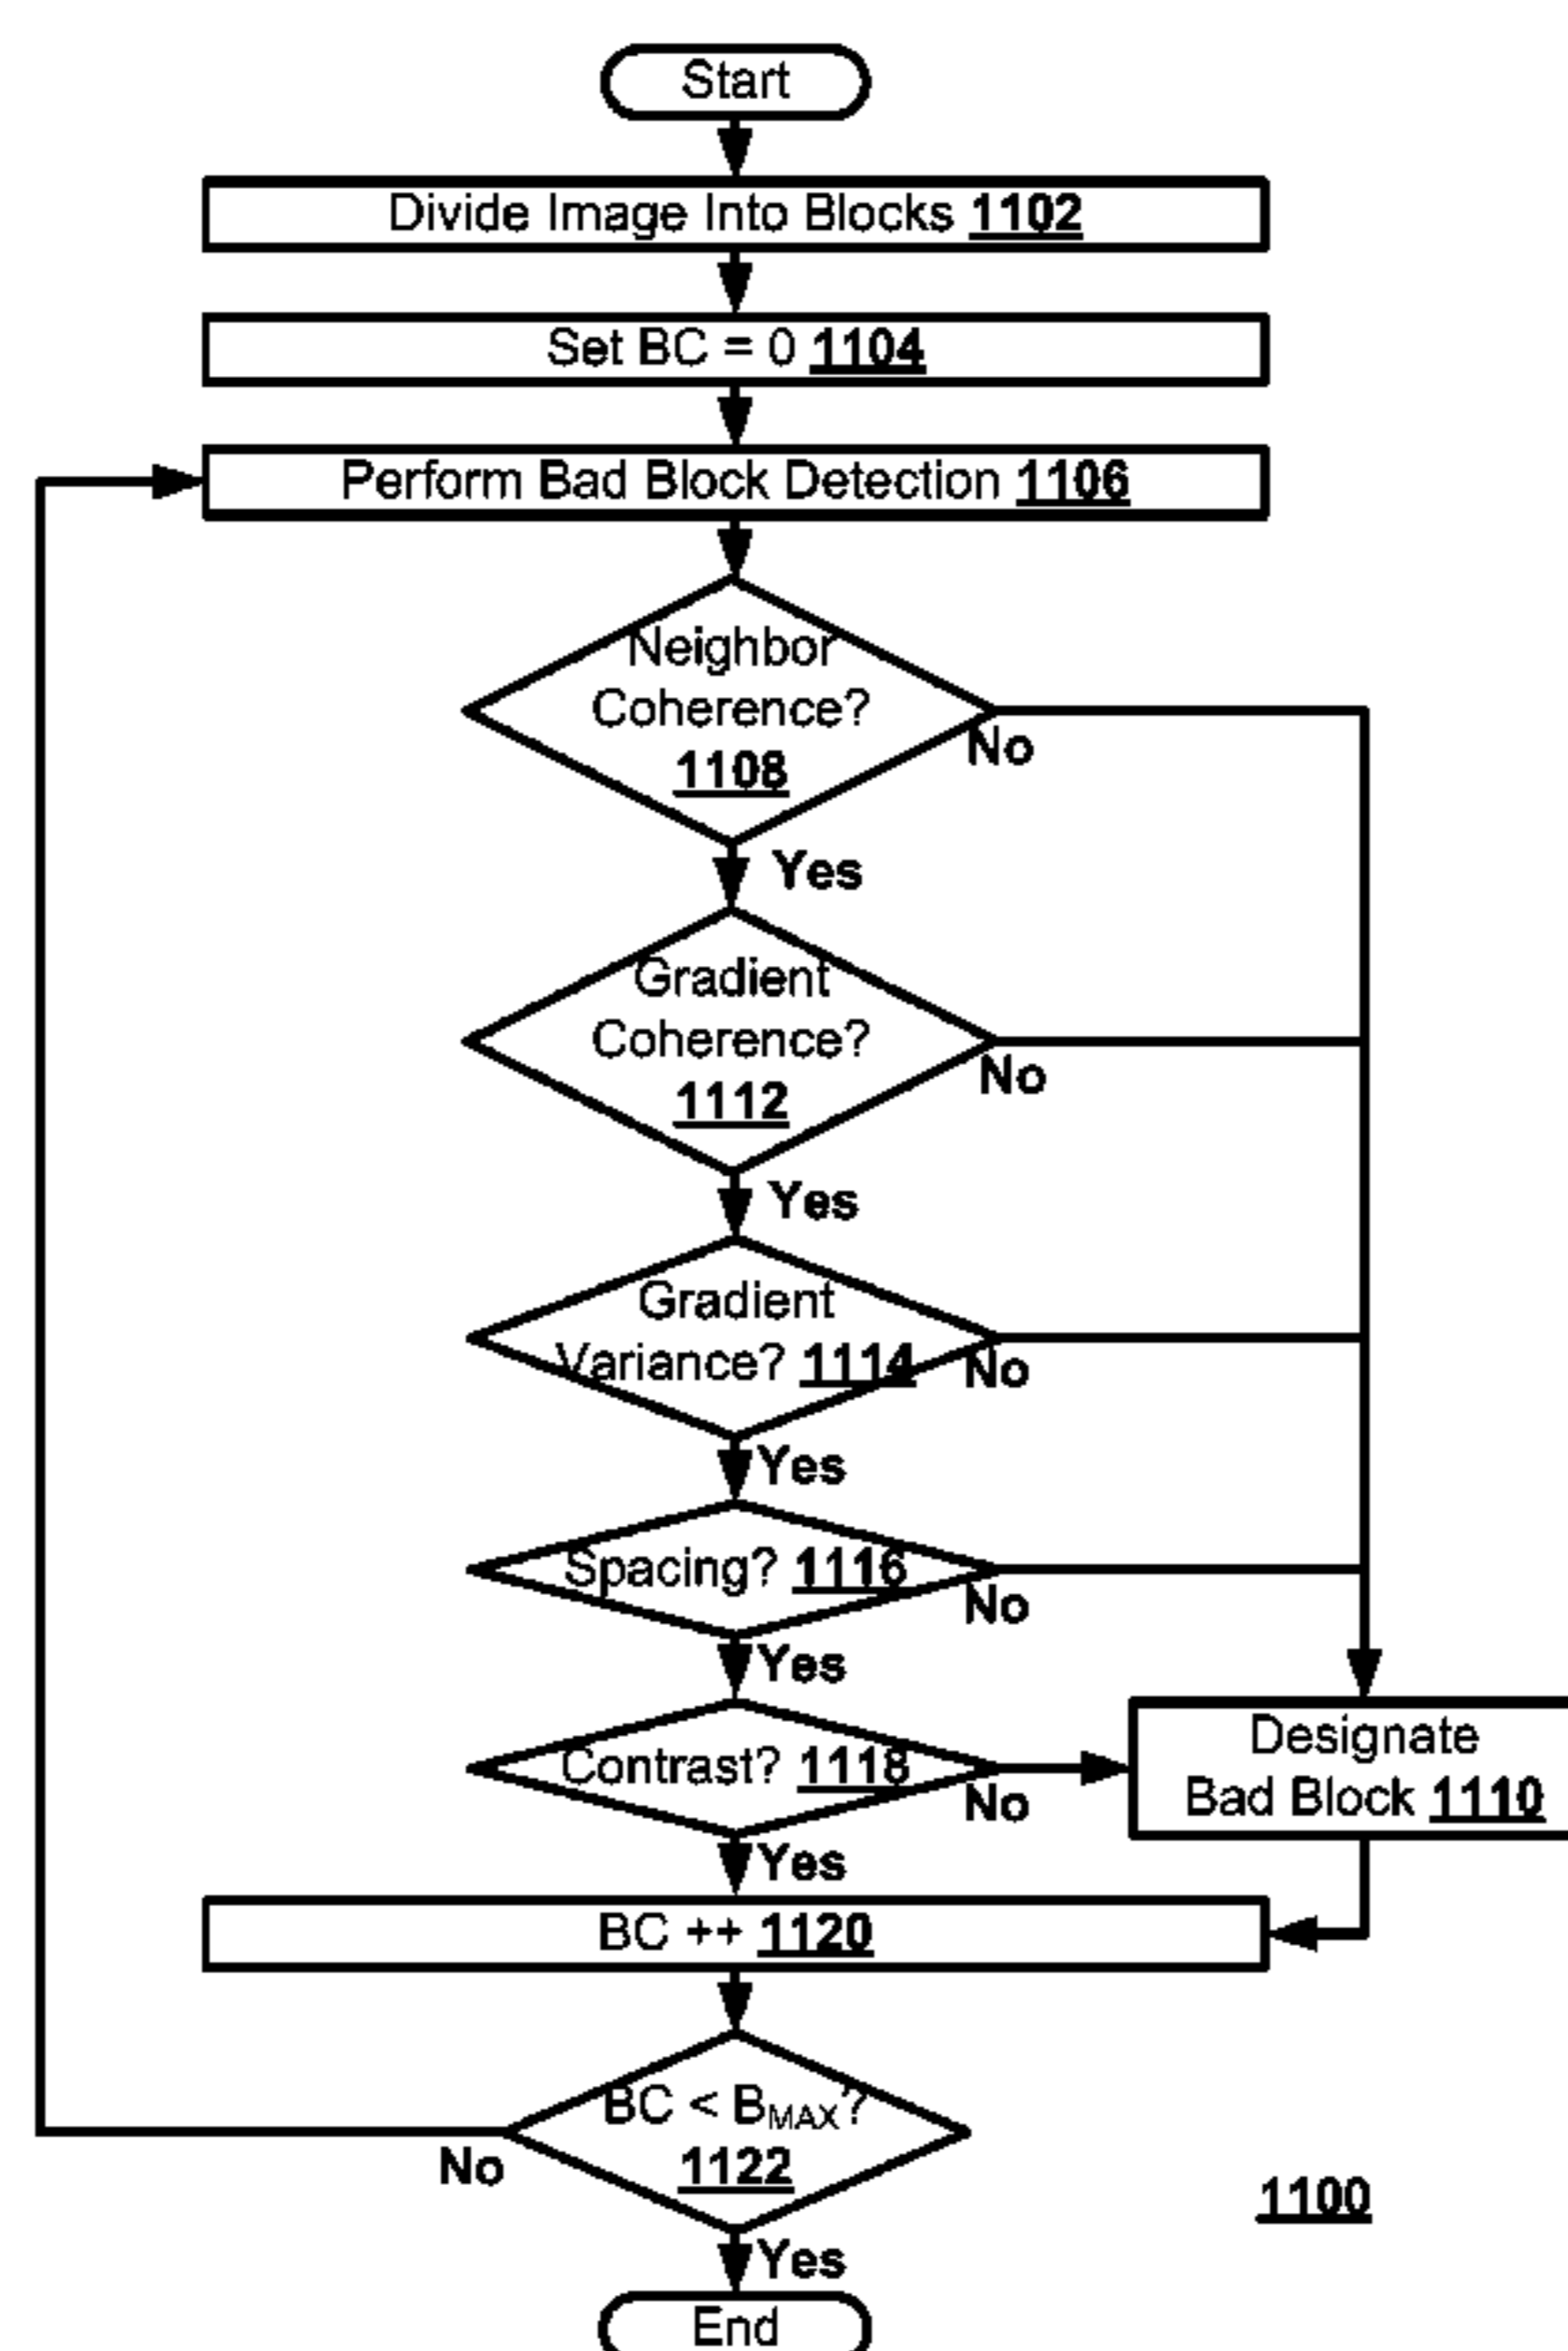 Start
Divide Image Into Blocks 1102
Set BC = 0 1104
Perform Bad Block Detection 1106
Neighbor
Coherence?
1108
No
Yes
Gradient
Coherence?
1112
No
Yes
Gradient
Variance? 1114
No
Yes
Spacing? 1116
No
Yes
Contrast? 1118
No
Designate
Bad Block 1110
Yes
BC ++ 1120
BC < BMAX?
1122
No
1100
Yes
End